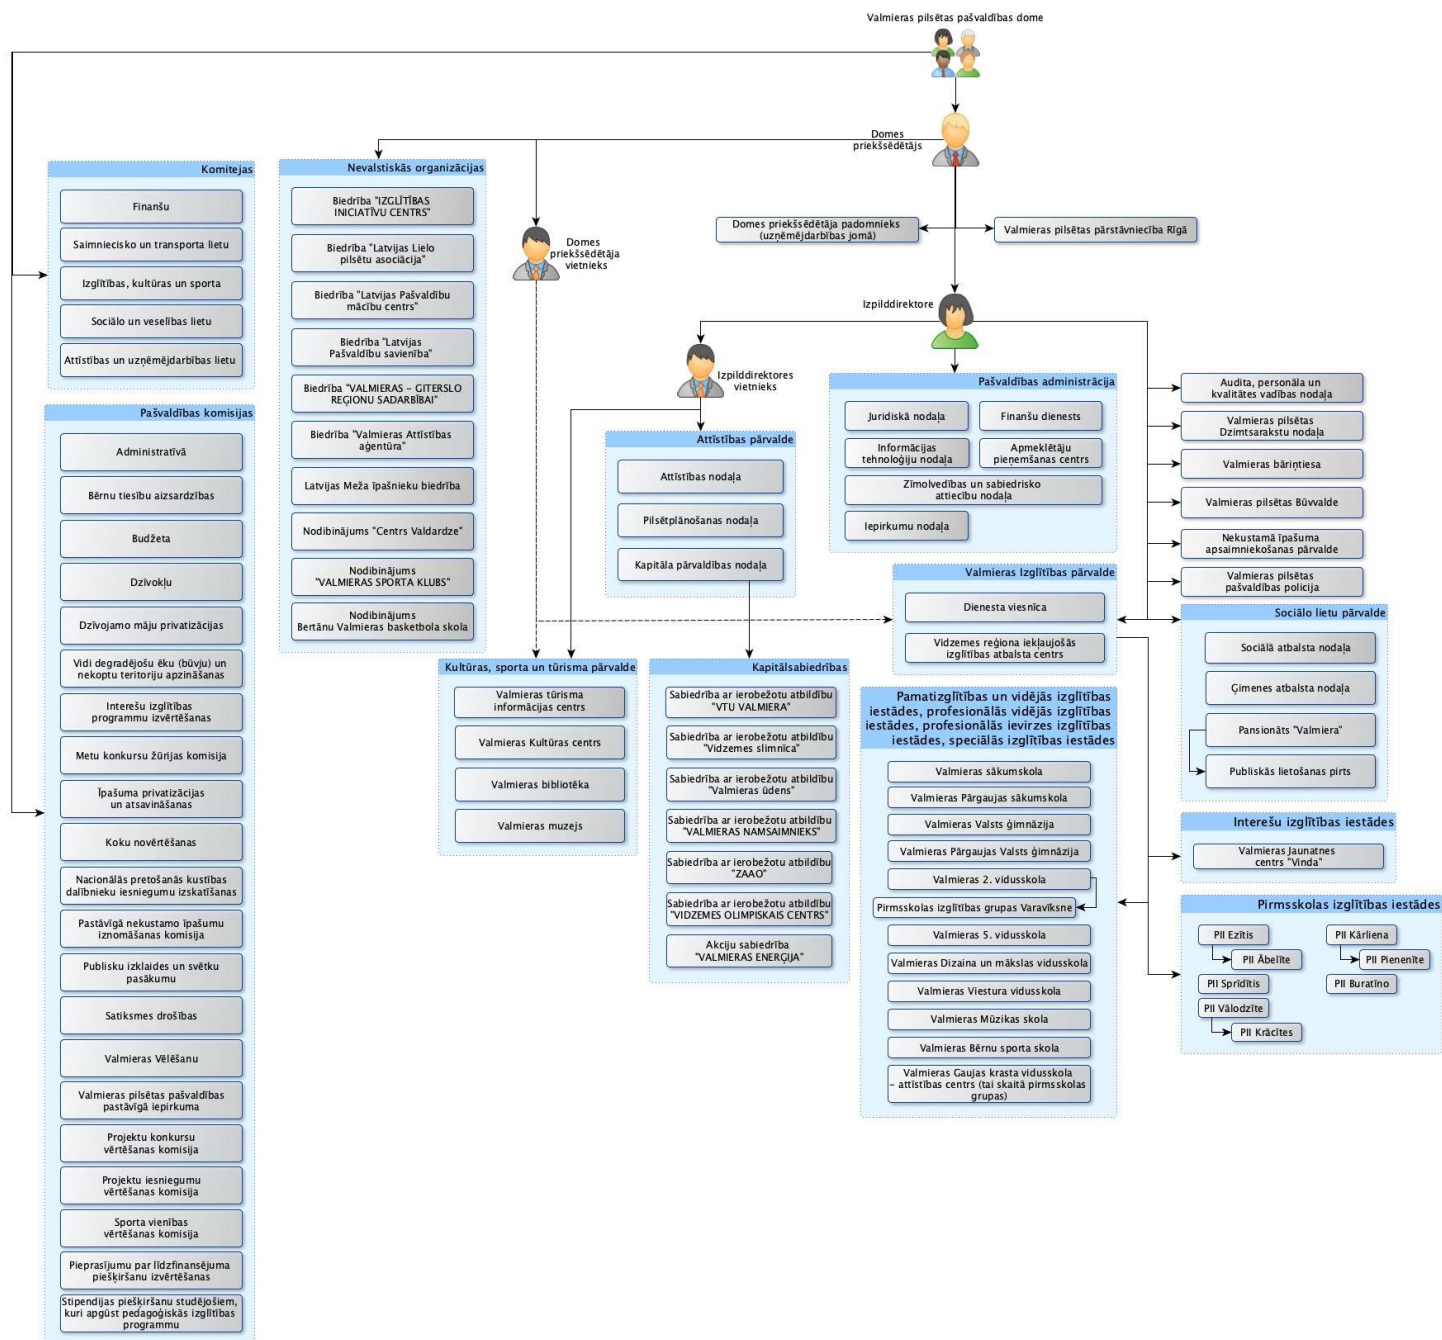 Valmieras pilsētas pašvaldības dome
Domes
priekšsēdētājs
Komitejas
Finanšu
Saimniecisko un transporta lietu
Izglītības, kultūras un sporta
Sociālo un veselības lietu
Attīstības un uzņēmējdarbības lietu
Pašvaldības komisijas
Administratīvā
Bērnu tiesību aizsardzības
Budžeta
Dzīvokļu
Dzīvojamo māju privatizācijas
Vidi degradējošu ēku (būvju) un
nekoptu teritoriju apzināšanas
Interešu izglītības
programmu izvērtēšanas
Metu konkursu žūrijas komisija
Īpašuma privatizācijas
un atsavināšanas
Koku novērtēšanas
Nacionālās pretošanās kustības
dalībnieku iesniegumu izskatīšanas
Pastāvīgā nekustamo īpašumu
iznomāšanas komisija
Publisku izklaides un svētku
pasākumu
Satiksmes drošības
Valmieras Vēlēšanu
Valmieras pilsētas pašvaldības
pastāvīgā iepirkuma
Projektu konkursu
vērtēšanas komisija
Projektu iesniegumu
vērtēšanas komisija
Sporta vienības
vērtēšanas komisija
Pieprasījumu par līdzfinansējuma
piešķiršanu izvērtēšanas
Stipendijas piešķiršanu studējošiem,
kuri apgūst pedagoģiskās izglītības
programmu
Nevalstiskās organizācijas
Biedrība "IZGLĪTĪBAS
INICIATĪVU CENTRS"
Biedrība "Latvijas Lielo
pilsētu asociācija"
Biedrība "Latvijas Pašvaldību
mācību centrs"
Biedrība "Latvijas
Pašvaldību savienība"
Biedrība "VALMIERAS - GITERSLO
REĢIONU SADARBĪBAI"
Biedrība "Valmieras Attīstības
aģentūra"
Latvijas Meža īpašnieku biedrība
Nodibinājums "Centrs Valdardze"
Nodibinājums
"VALMIERAS SPORTA KLUBS"
Nodibinājums
Bertānu Valmieras basketbola skola
Domes
priekšsēdētāja
vietnieks
Domes priekšsēdētāja padomnieks
(uzņēmējdarbības jomā)
Valmieras pilsētas pārstāvniecība Rīgā
Izpilddirektore
Izpilddirektores
vietnieks
Attīstības pārvalde
Attīstības nodaļa
Pilsētplānošanas nodaļa
Kapitāla pārvaldības nodaļa
Pašvaldības administrācija
Juridiskā nodaļa
Finanšu dienests
Informācijas
tehnoloģiju nodaļa
Apmeklētāju
pieņemšanas centrs
Zīmolvedības un sabiedrisko
attiecību nodaļa
Iepirkumu nodaļa
Audita, personāla un
kvalitātes vadības nodaļa
Valmieras pilsētas
Dzimtsarakstu nodaļa
Valmieras bāriņtiesa
Valmieras pilsētas Būvvalde
Nekustamā īpašuma
apsaimniekošanas pārvalde
Valmieras pilsētas
pašvaldības policija
Valmieras Izglītības pārvalde
Dienesta viesnīca
Vidzemes reģiona iekļaujošās
izglītības atbalsta centrs
Sociālo lietu pārvalde
Sociālā atbalsta nodaļa
Ģimenes atbalsta nodaļa
Pansionāts "Valmiera"
Publiskās lietošanas pirts
Kultūras, sporta un tūrisma pārvalde
Valmieras tūrisma
informācijas centrs
Valmieras Kultūras centrs
Valmieras bibliotēka
Valmieras muzejs
Kapitālsabiedrības
Sabiedrība ar ierobežotu atbildību
"VTU VALMIERA"
Sabiedrība ar ierobežotu atbildību
"Vidzemes slimnīca"
Sabiedrība ar ierobežotu atbildību
"Valmieras ūdens"
Sabiedrība ar ierobežotu atbildību
"VALMIERAS NAMSAIMNIEKS"
Sabiedrība ar ierobežotu atbildību
"ZAAO"
Sabiedrība ar ierobežotu atbildību
"VIDZEMES OLIMPISKAIS CENTRS"
Akciju sabiedrība
"VALMIERAS ENERĢIJA"
Pamatizglītības un vidējās izglītības
iestādes, profesionālās vidējās izglītības
iestādes, profesionālās ievirzes izglītības
iestādes, speciālās izglītības iestādes
Valmieras sākumskola
Valmieras Pārgaujas sākumskola
Valmieras Valsts ģimnāzija
Valmieras Pārgaujas Valsts ģimnāzija
Valmieras 2. vidusskola
Pirmsskolas izglītības grupas Varavīksne
Valmieras 5. vidusskola
Valmieras Dizaina un mākslas vidusskola
Valmieras Viestura vidusskola
Valmieras Mūzikas skola
Valmieras Bērnu sporta skola
Valmieras Gaujas krasta vidusskola
- attīstības centrs (tai skaitā pirmsskolas
grupas)
Interešu izglītības iestādes
Valmieras Jaunatnes
centrs "Vinda"
Pirmsskolas izglītības iestādes
PII Ezītis
PII Kārliena
PII Ābelīte
PII Pienenīte
PII Sprīdītis
PII Buratīno
PII Vālodzīte
PII Krācītes